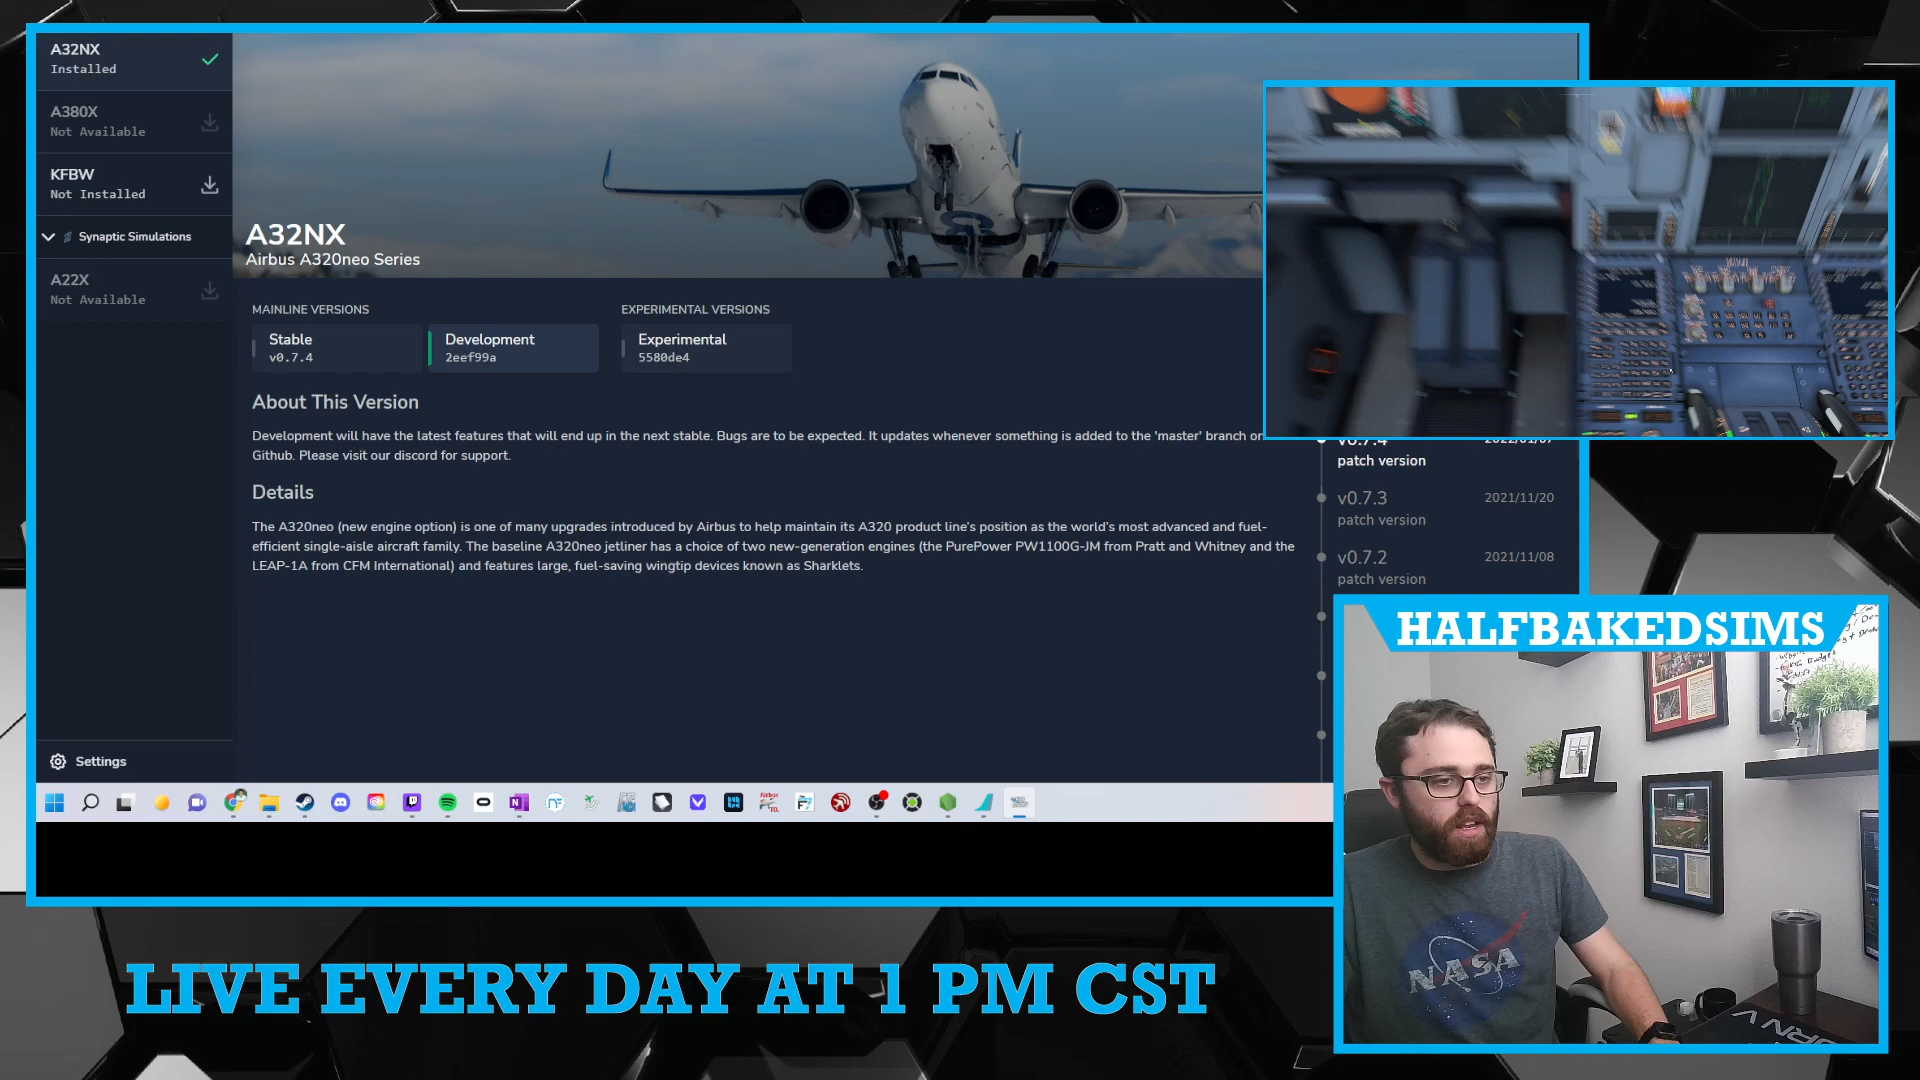 A32NX
Installed
A380X
Not Available
KFBW
Not Installed
Synaptic Simulations
A22X
Not Available
Settings
A32NX
Airbus A320neo Series
MAINLINE VERSIONS
EXPERIMENTAL VERSIONS
Stable
v0.7.4
Development
2eef99a
Experimental
5580de4
About This Version
Development will have the latest features that will end up in the next stable. Bugs are to be expected. It updates whenever something is added to the 'master' branch on
Github. Please visit our discord for support.
Details
The A320neo (new engine option) is one of many upgrades introduced by Airbus to help maintain its A320 product line's position as the world's most advanced and fuel-
efficient single-aisle aircraft family. The baseline A320neo jetliner has a choice of two new-generation engines (the PurePower PW1100G-JM from Pratt and Whitney and the
LEAP-1A from CFM International) and features large, fuel-saving wingtip devices known as Sharklets.
v0.7.4 2022/01/07
patch version
v0.7.3 2021/11/20
patch version
v0.7.2 2021/11/08
patch version
HALFBAKEDSIMS
NASA
LIVE EVERY DAY AT 1 PM CST